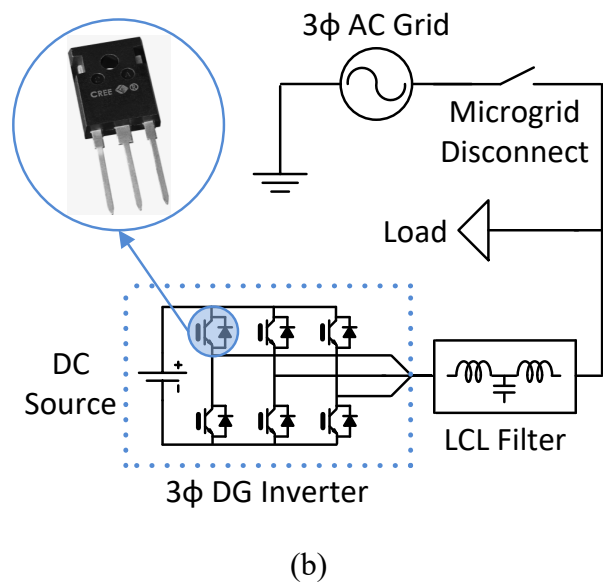 3ϕ AC Grid
CREE
Microgrid
Disconnect
Load
DC
Source
+
-
LCL Filter
3ϕ DG Inverter
(b)